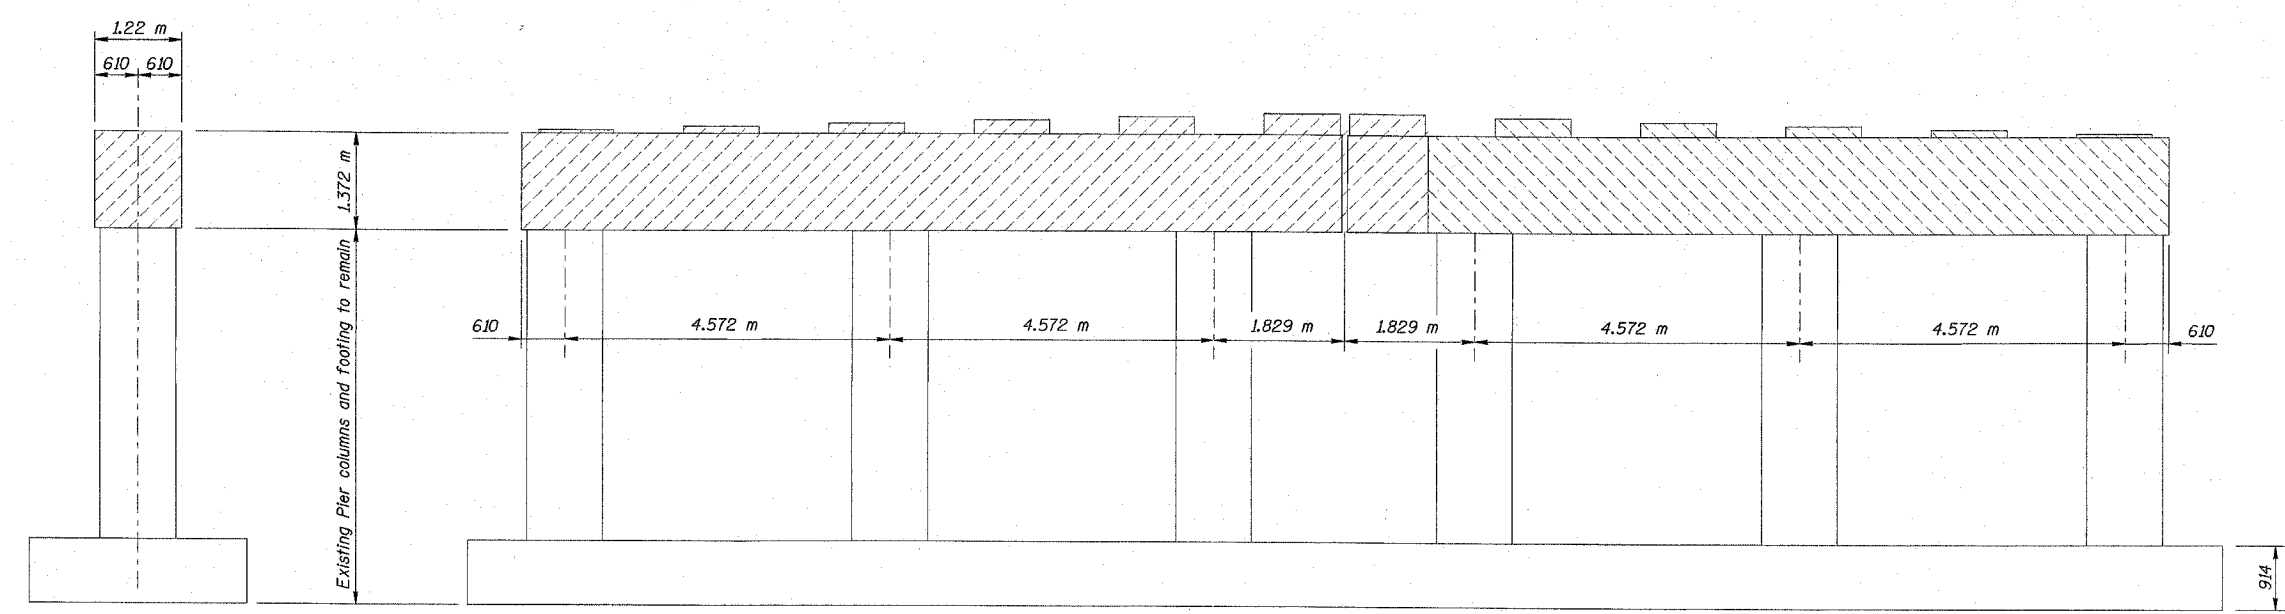 1.22 m
610 610
1.372 m
Existing Pier columns and footing to remain
610
4.572 m
4.572 m
1.829 m
1.829 m
4.572 m
4.572 m
610
914